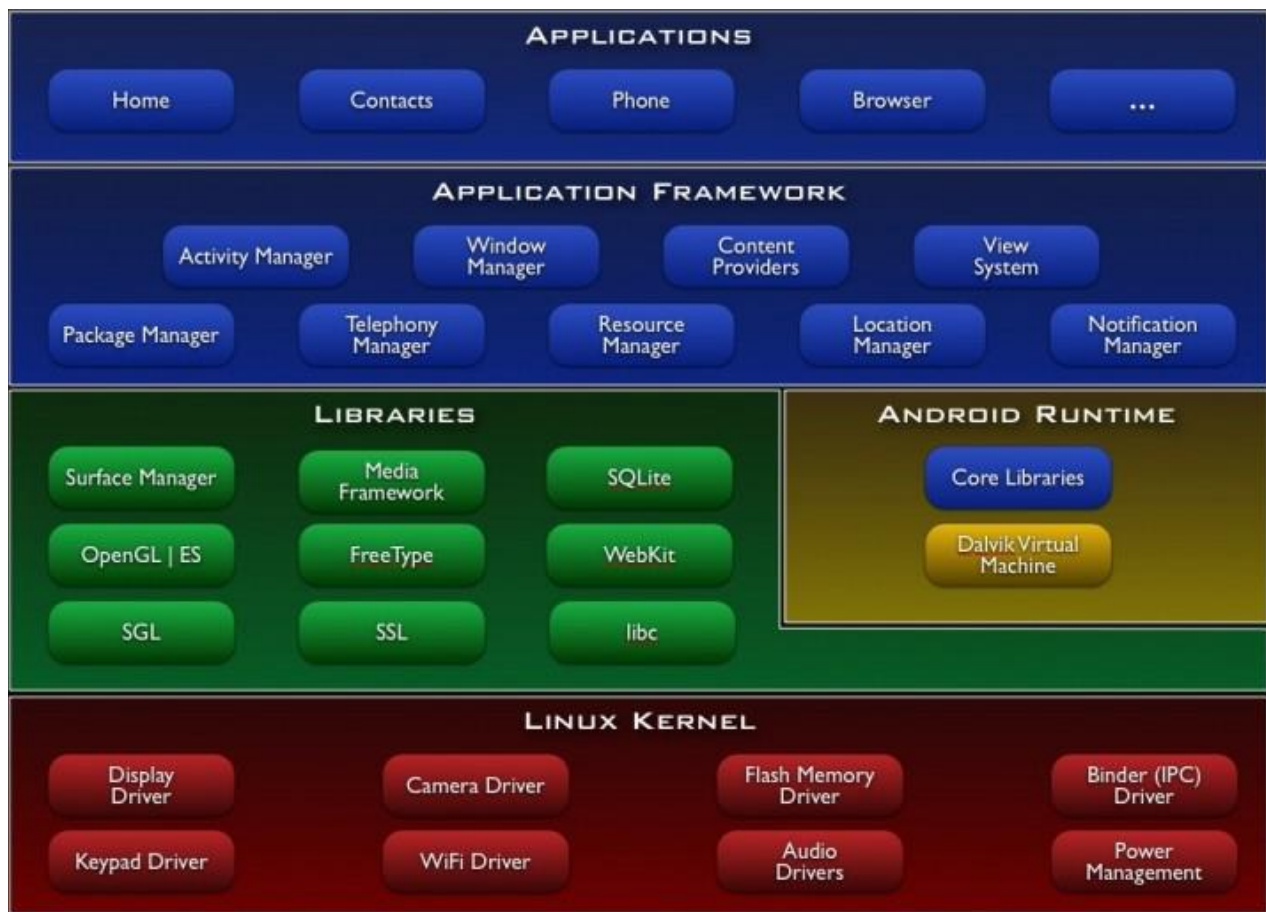 APPLICATIONS
Home
Contacts
Phone
Browser
...
APPLICATION FRAMEWORK
Activity Manager
Window
Manager
Content
Providers
View
System
Package Manager
Telephony
Manager
Resource
Manager
Location
Manager
Notification
Manager
LIBRARIES
Surface Manager
Media
Framework
SQLite
OpenGL | ES
FreeType
WebKit
SGL
SSL
libc
ANDROID RUNTIME
Core Libraries
Dalvik Virtual
Machine
LINUX KERNEL
Display
Driver
Camera Driver
Flash Memory
Driver
Binder (IPC)
Driver
Keypad Driver
WiFi Driver
Audio
Drivers
Power
Management